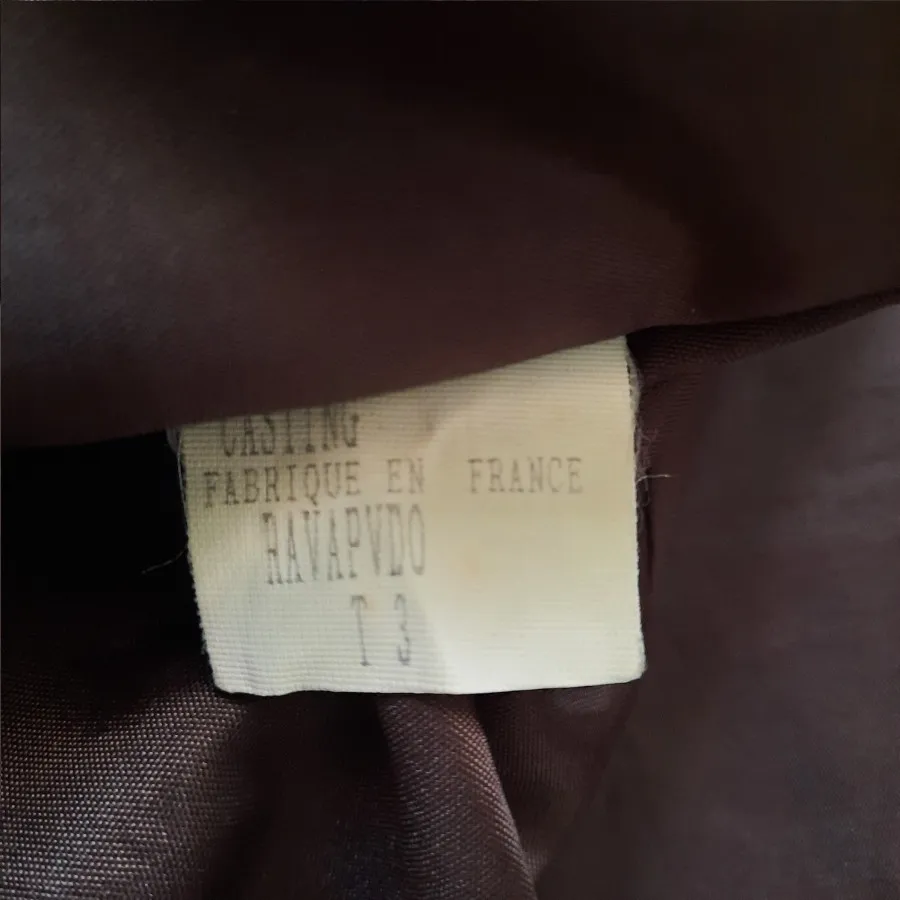 CASTING
FABRIQUE EN FRANCE
RAVAPVDO
T 3